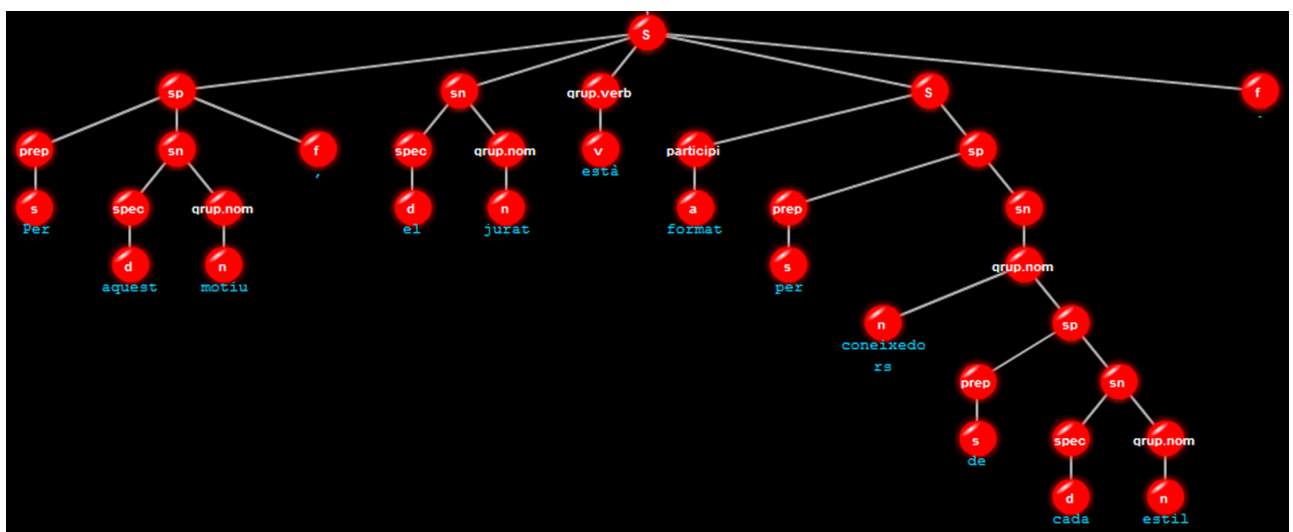 S
sp sn grup.verb S f
.
prep sn f spec grup.nom v participi sp
, està
s spec grup.nom d n a prep sn
Per el jurat format
d n s grup.nom
aquest motiu per
n sp
coneixedo
rs
prep sn
s spec grup.nom
de
d n
cada estil